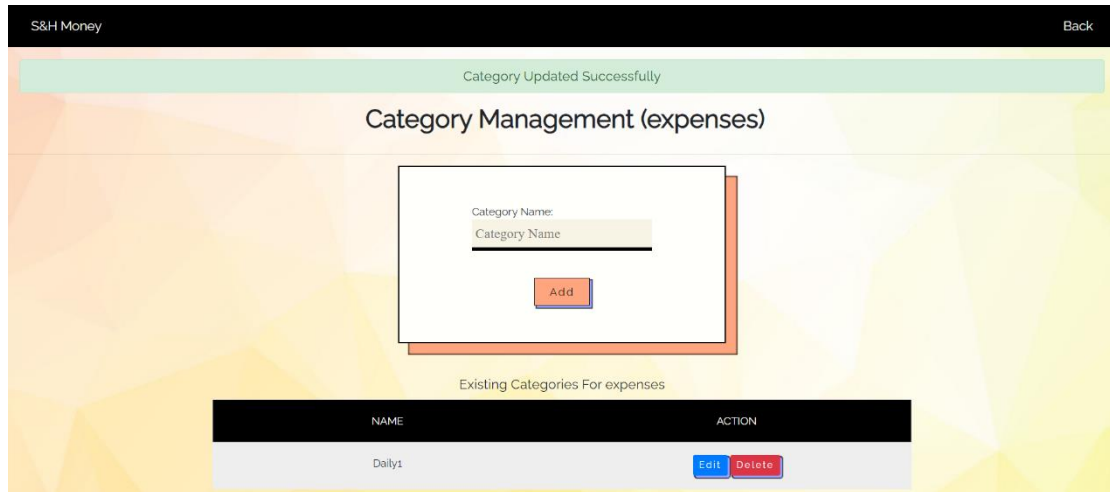 S&H Money Back
Category Updated Successfully
Category Management (expenses)
Category Name:
Category Name
Add
Existing Categories For expenses
NAME ACTION
Daily1 Edit Delete